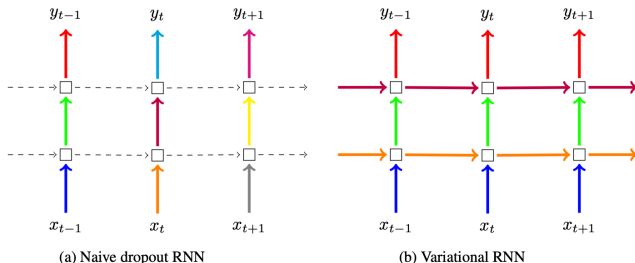 y_{t−1} y_t y_{t+1} y_{t−1} y_t y_{t+1}
x_{t−1} x_t x_{t+1} x_{t−1} x_t x_{t+1}
(a) Naive dropout RNN (b) Variational RNN